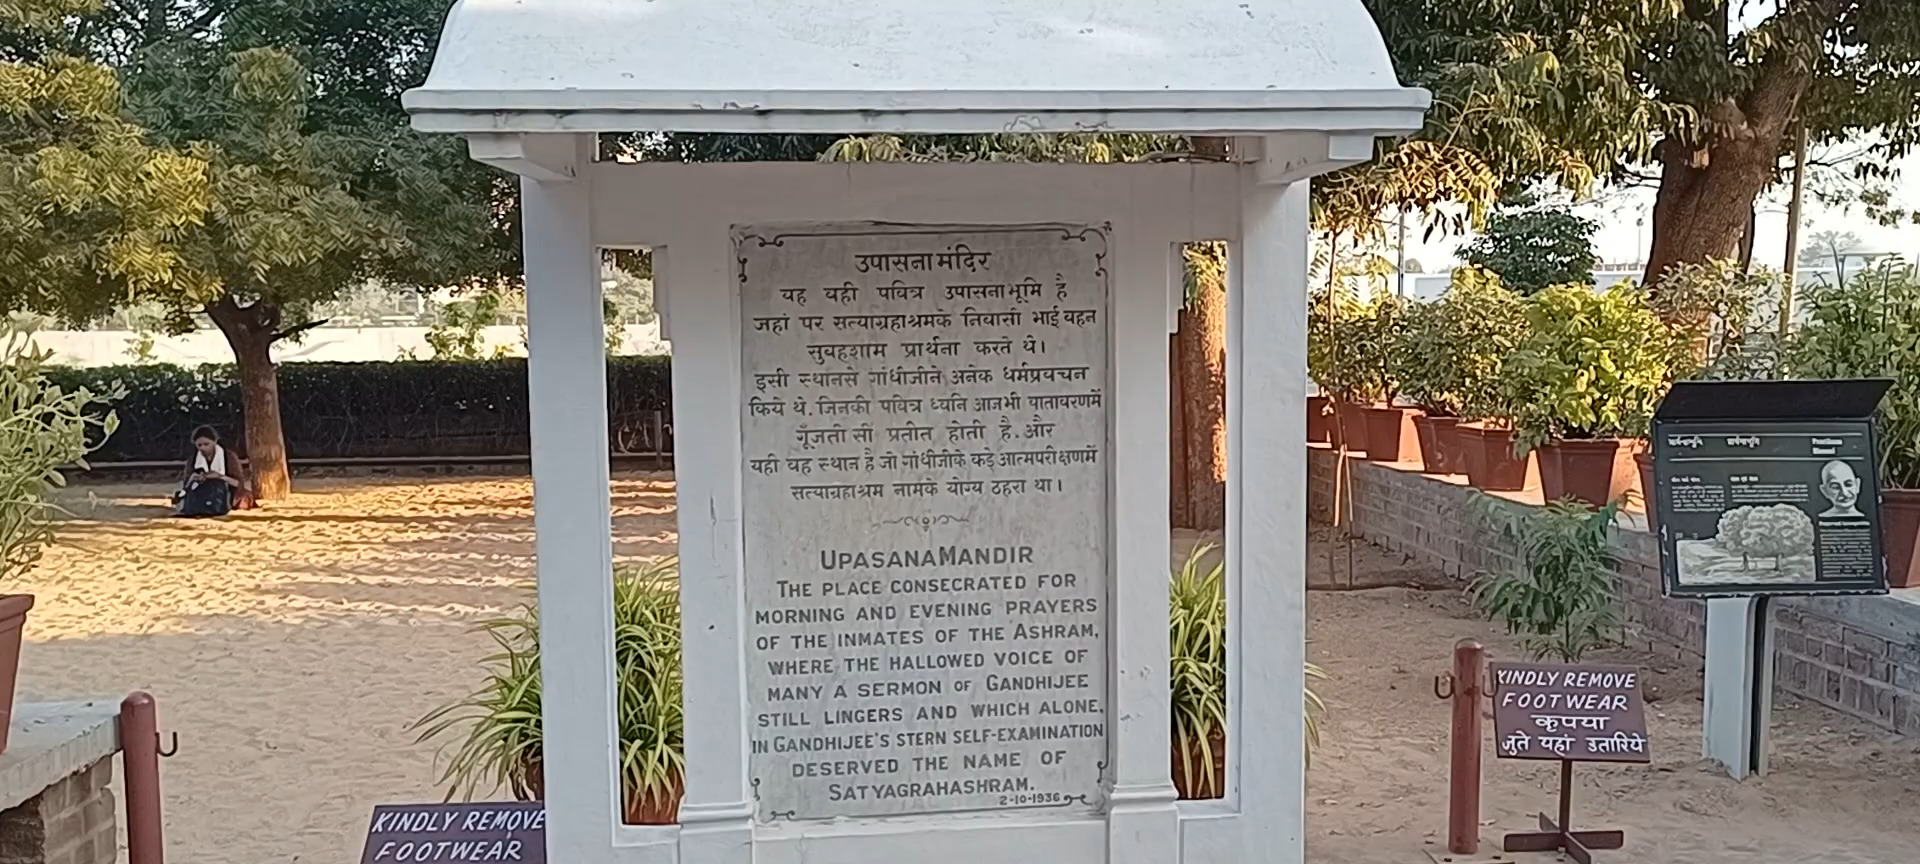 उपासना मंदिर
यह वही पवित्र उपासनाभूमि है
जहां पर सत्याग्रहाश्रमके निवासी भाई बहन
सुबहशाम प्रार्थना करते थे।
इसी स्थानसे गांधीजीने अनेक धर्मप्रवचन
किये थे. जिनकी पवित्र ध्वनि आजभी वातावरणमें
गूँजती सी प्रतीत होती है. और
यही वह स्थान है जो गांधीजीके कड़े आत्मपरीक्षणमें
सत्याग्रहाश्रम नामके योग्य ठहरा था।
UPASANA MANDIR
THE PLACE CONSECRATED FOR
MORNING AND EVENING PRAYERS
OF THE INMATES OF THE ASHRAM,
WHERE THE HALLOWED VOICE OF
MANY A SERMON OF GANDHIJEE
STILL LINGERS AND WHICH ALONE,
IN GANDHIJEE'S STERN SELF-EXAMINATION
DESERVED THE NAME OF
SATYAGRAHASHRAM.
2-10-1936
KINDLY REMOVE
FOOTWEAR
KINDLY REMOVE
FOOTWEAR
कृपया
जुते यहां उतारिये